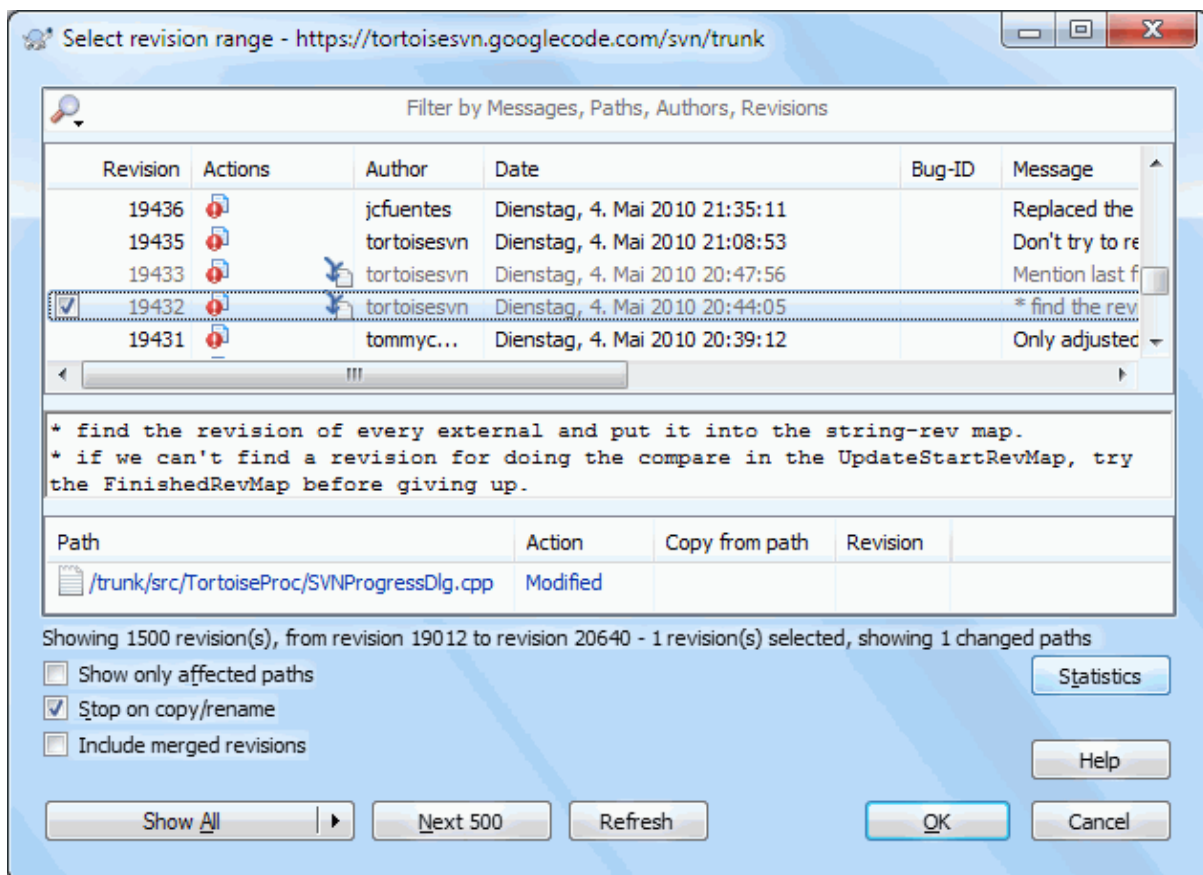 Select revision range - https://tortoisesvn.googlecode.com/svn/trunk
Filter by Messages, Paths, Authors, Revisions
Revision Actions Author Date Bug-ID Message
19436 jcfuentes Dienstag, 4. Mai 2010 21:35:11 Replaced the
19435 tortoisesvn Dienstag, 4. Mai 2010 21:08:53 Don't try to re
19433 tortoisesvn Dienstag, 4. Mai 2010 20:47:56 Mention last f
19432 tortoisesvn Dienstag, 4. Mai 2010 20:44:05 * find the rev
19431 tommyc... Dienstag, 4. Mai 2010 20:39:12 Only adjusted
* find the revision of every external and put it into the string-rev map.
* if we can't find a revision for doing the compare in the UpdateStartRevMap, try
the FinishedRevMap before giving up.
Path Action Copy from path Revision
/trunk/src/TortoiseProc/SVNProgressDlg.cpp Modified
Showing 1500 revision(s), from revision 19012 to revision 20640 - 1 revision(s) selected, showing 1 changed paths
Show only affected paths
Statistics
Stop on copy/rename
Include merged revisions
Help
Show All Next 500 Refresh OK Cancel